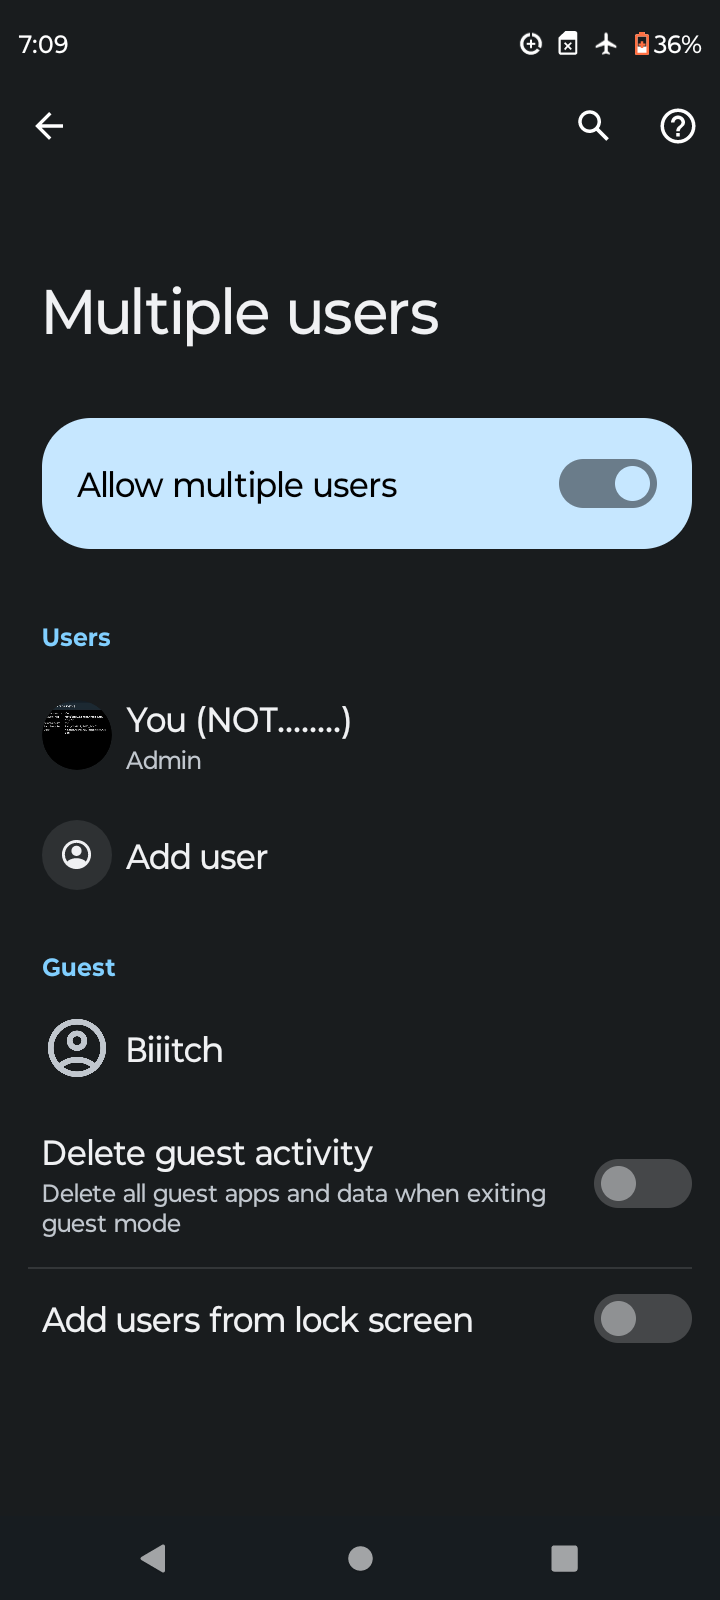 7:09
36%
Multiple users
Allow multiple users
Users
You (NOT........)
Admin
Add user
Guest
Biiitch
Delete guest activity
Delete all guest apps and data when exiting
guest mode
Add users from lock screen